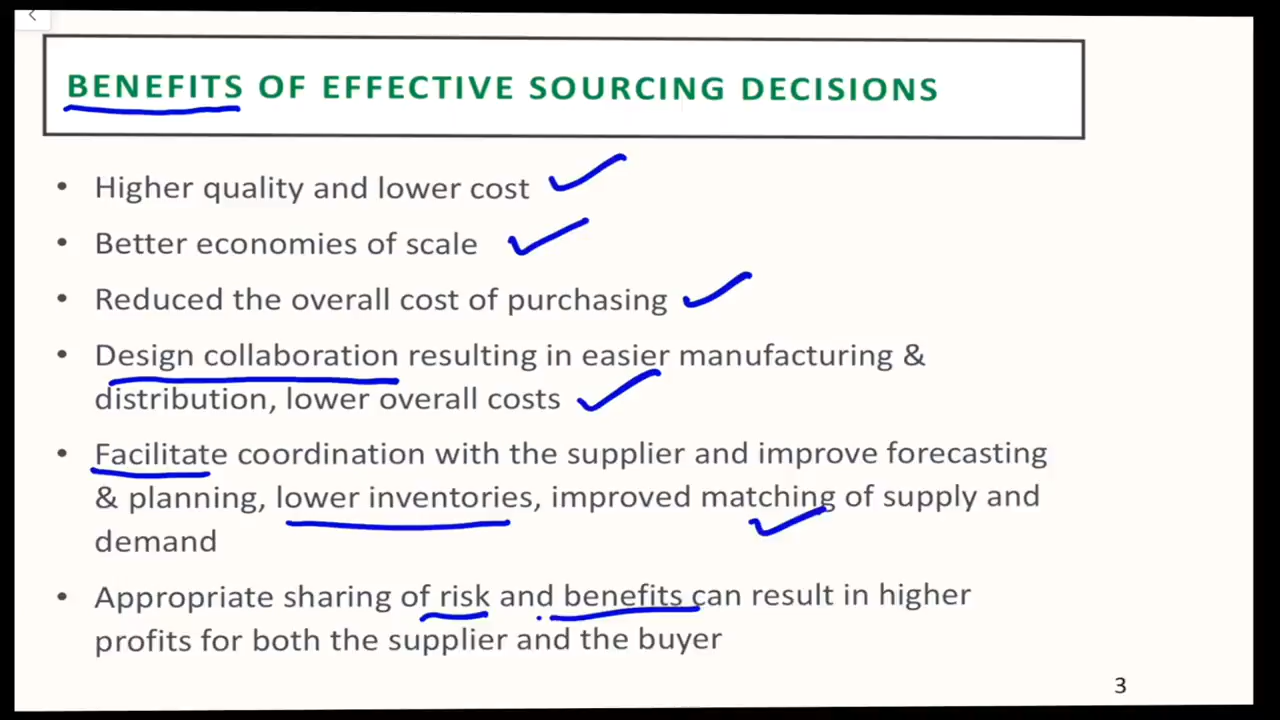 BENEFITS OF EFFECTIVE SOURCING DECISIONS
• Higher quality and lower cost
• Better economies of scale
• Reduced the overall cost of purchasing
• Design collaboration resulting in easier manufacturing &
distribution, lower overall costs
• Facilitate coordination with the supplier and improve forecasting
& planning, lower inventories, improved matching of supply and
demand
• Appropriate sharing of risk and benefits can result in higher
profits for both the supplier and the buyer
3